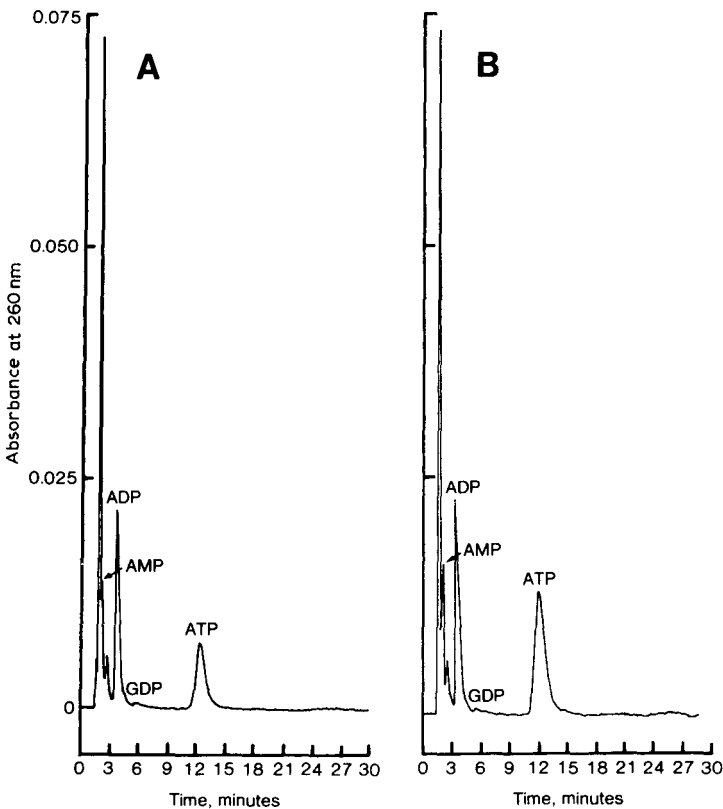 0.075
A
0.050
Absorbance at 260 nm
0.025
ADP
AMP
ATP
GDP
0
0 3 6 9 12 15 18 21 24 27 30
Time, minutes
B
ADP
AMP
ATP
GDP
0 3 6 9 12 15 18 21 24 27 30
Time, minutes